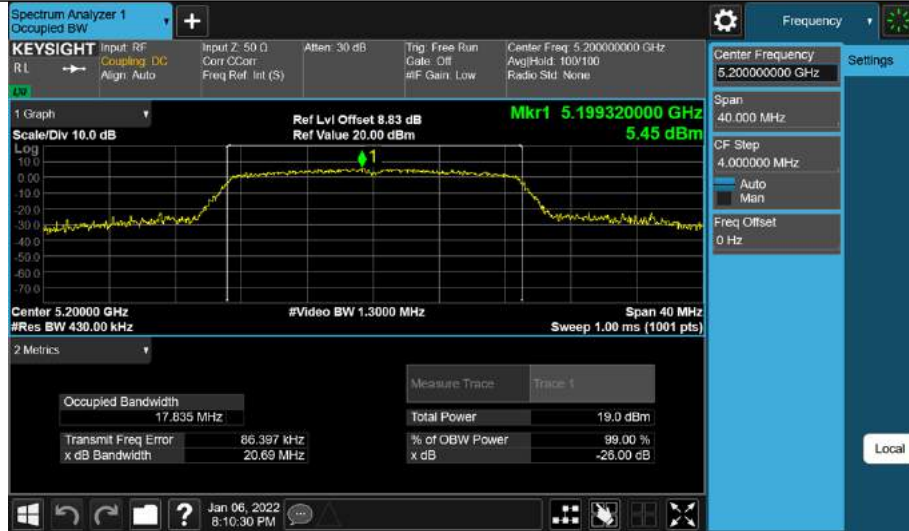 Spectrum Analyzer 1
Occupied BW
Frequency
KEYSIGHT
RL
Input: RF
Coupling: DC
Align: Auto
Input Z: 50 Ω
Corr CCorr
Freq Ref: Int (S)
Atten: 30 dB
Trig: Free Run
Gate: Off
#IF Gain: Low
Center Freq: 5.200000000 GHz
Avg|Hold: 100/100
Radio Std: None
Center Frequency
5.200000000 GHz
Settings
Span
40.000 MHz
CF Step
4.000000 MHz
Auto
Man
Freq Offset
0 Hz
Local
1 Graph
Scale/Div 10.0 dB
Ref Lvl Offset 8.83 dB
Ref Value 20.00 dBm
Mkr1 5.199320000 GHz
5.45 dBm
Log
10.0
0.00
-10.0
-20.0
-30.0
-40.0
-50.0
-60.0
-70.0
1
Center 5.20000 GHz
#Res BW 430.00 kHz
#Video BW 1.3000 MHz
Span 40 MHz
Sweep 1.00 ms (1001 pts)
2 Metrics
Measure Trace Trace 1
Occupied Bandwidth
17.835 MHz
Total Power 19.0 dBm
Transmit Freq Error 86.397 kHz
% of OBW Power 99.00 %
x dB Bandwidth 20.69 MHz
x dB -26.00 dB
Jan 06, 2022
8:10:30 PM